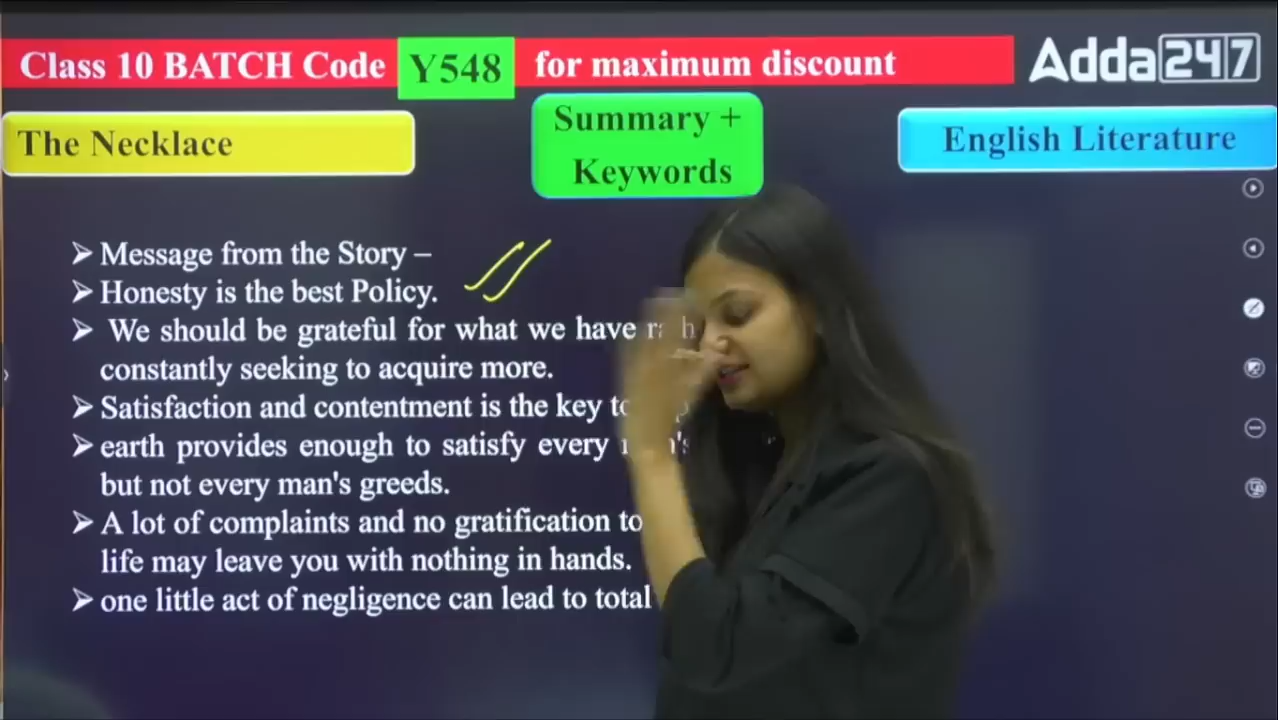 Class 10 BATCH Code Y548 for maximum discount
Adda247
The Necklace
Summary +
Keywords
English Literature
➢ Message from the Story –
➢ Honesty is the best Policy.
➢ We should be grateful for what we have
constantly seeking to acquire more.
➢ Satisfaction and contentment is the key
➢ earth provides enough to satisfy every
but not every man's greeds.
➢ A lot of complaints and no gratification
life may leave you with nothing in hands.
➢ one little act of negligence can lead to total